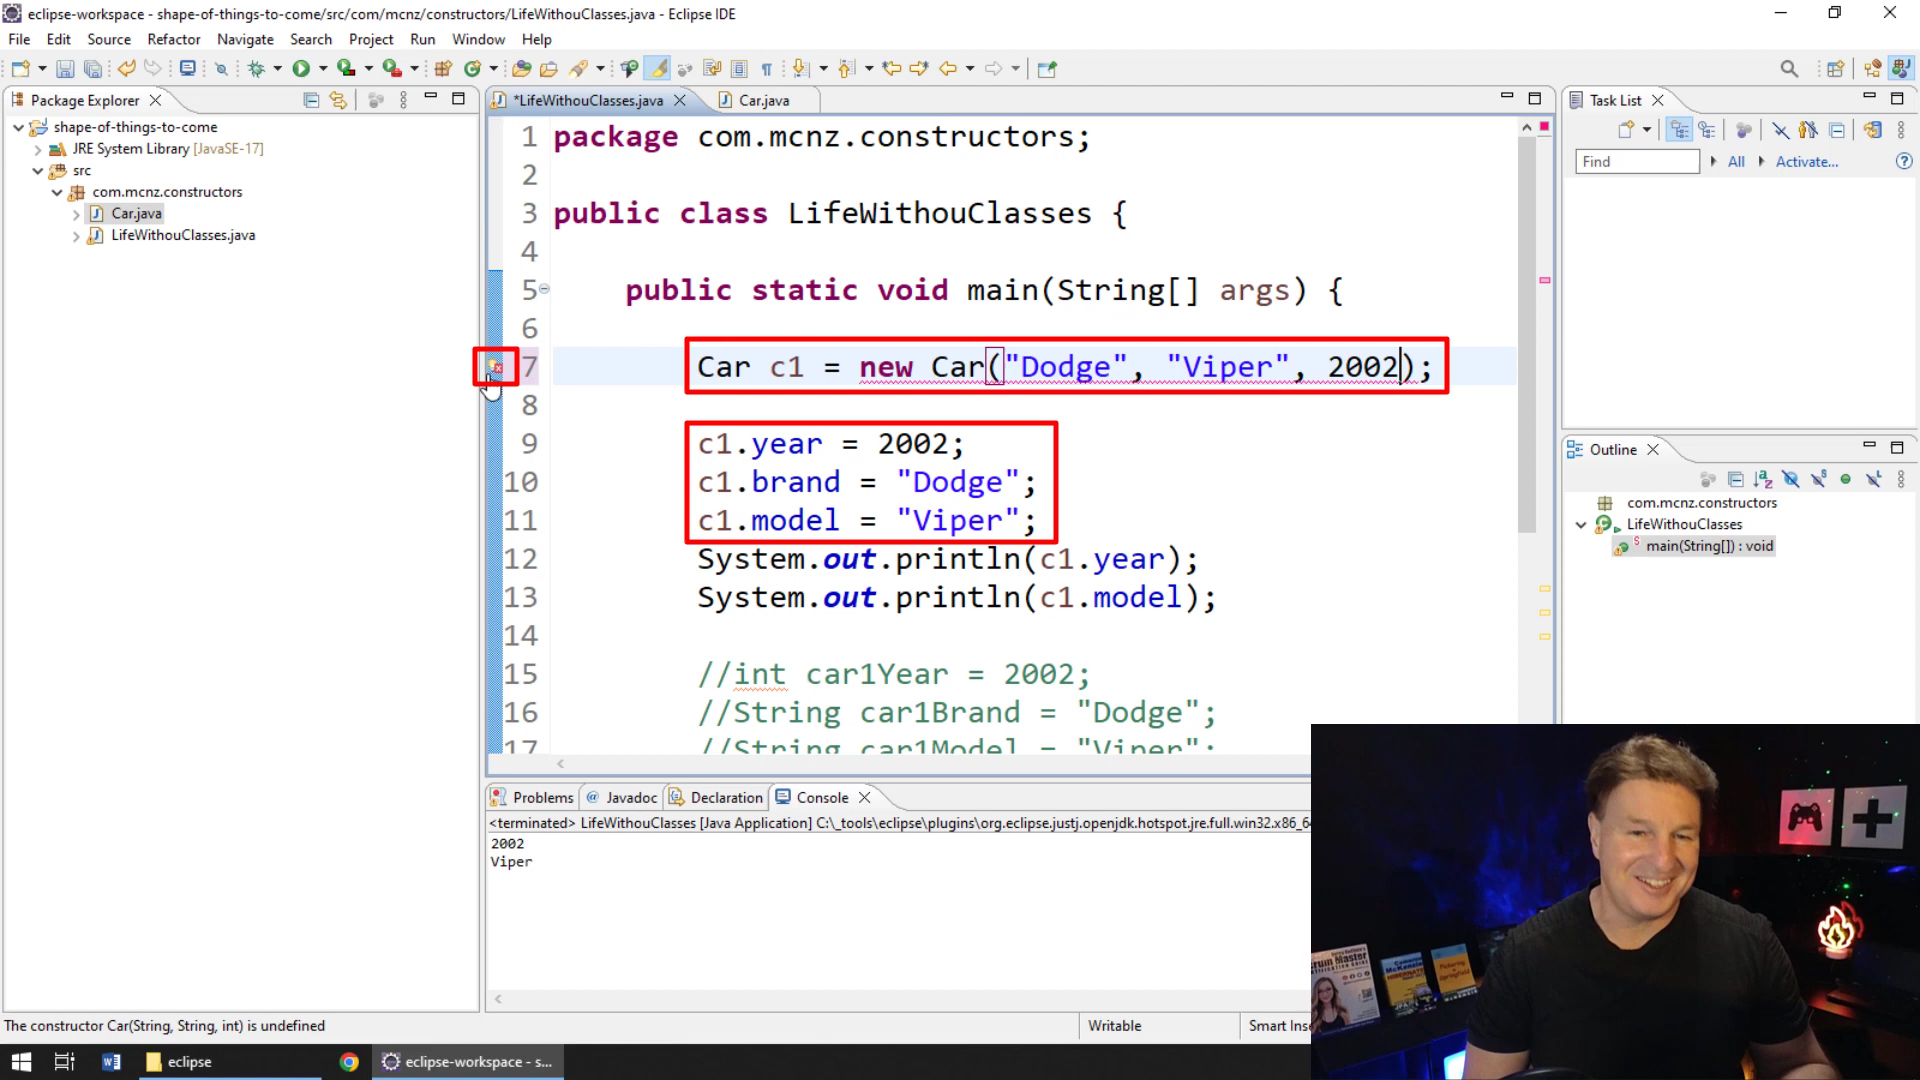 eclipse-workspace - shape-of-things-to-come/src/com/mcnz/constructors/LifeWithouClasses.java - Eclipse IDE
File Edit Source Refactor Navigate Search Project Run Window Help
Package Explorer
shape-of-things-to-come
JRE System Library [JavaSE-17]
src
com.mcnz.constructors
Car.java
LifeWithouClasses.java
*LifeWithouClasses.java Car.java
1 package com.mcnz.constructors;
2
3 public class LifeWithouClasses {
4
5 public static void main(String[] args) {
6
7 Car c1 = new Car("Dodge", "Viper", 2002);
8
9 c1.year = 2002;
10 c1.brand = "Dodge";
11 c1.model = "Viper";
12 System.out.println(c1.year);
13 System.out.println(c1.model);
14
15 //int car1Year = 2002;
16 //String car1Brand = "Dodge";
17 //String car1Model = "Viper";
Problems Javadoc Declaration Console
<terminated> LifeWithouClasses [Java Application] C:\_tools\eclipse\plugins\org.eclipse.justj.openjdk.hotspot.jre.full.win32.x86_6
2002
Viper
Task List
Find All Activate...
Outline
com.mcnz.constructors
LifeWithouClasses
main(String[]) : void
The constructor Car(String, String, int) is undefined
Writable
Smart Ins
eclipse
eclipse-workspace - s...